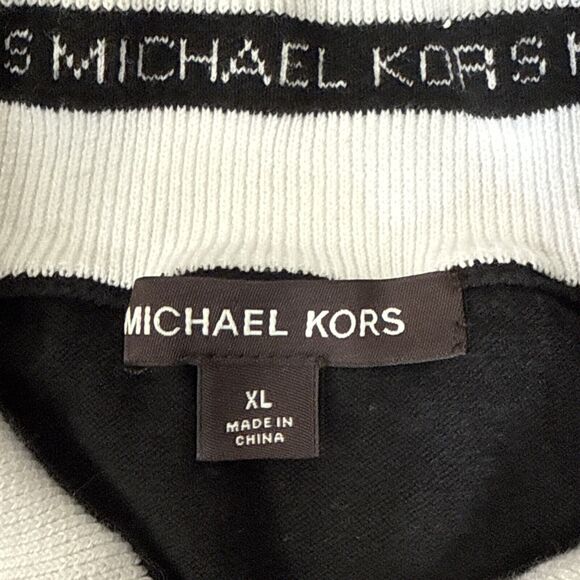 S MICHAEL KORS M
MICHAEL KORS
XL
MADE IN
CHINA